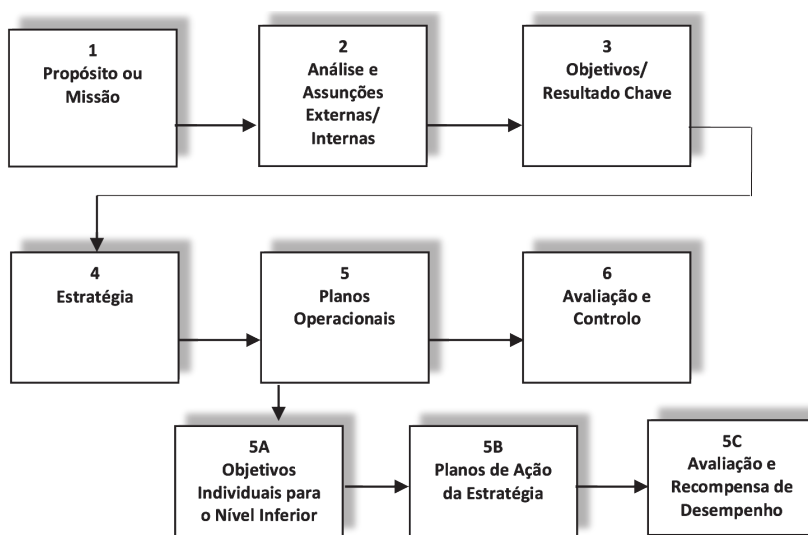 1
Propósito ou
Missão
2
Análise e
Assunções
Externas/
Internas
3
Objetivos/
Resultado Chave
4
Estratégia
5
Planos
Operacionais
6
Avaliação e
Controlo
5A
Objetivos
Individuais para
o Nível Inferior
5B
Planos de Ação
da Estratégia
5C
Avaliação e
Recompensa de
Desempenho